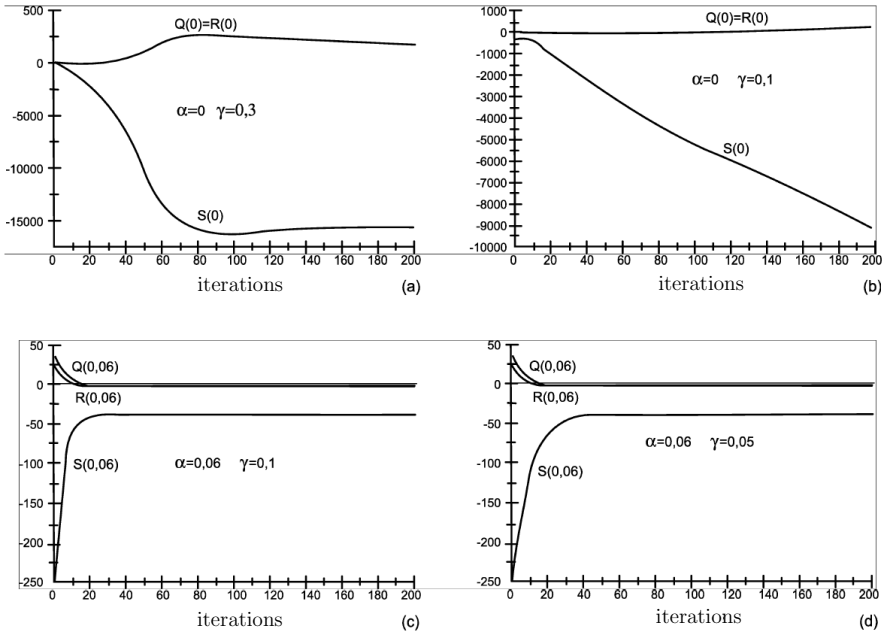 500
Q(0)=R(0)
0
α=0 γ=0,3
-5000
-10000
S(0)
-15000
0 20 40 60 80 100 120 140 160 180 200
iterations
(a)
1000
Q(0)=R(0)
0
-1000
α=0 γ=0,1
-2000
-3000
-4000
-5000
S(0)
-6000
-7000
-8000
-9000
-10000
0 20 40 60 80 100 120 140 160 180 200
iterations
(b)
50
Q(0,06)
0
R(0,06)
-50
S(0,06)
α=0,06 γ=0,1
-100
-150
-200
-250
0 20 40 60 80 100 120 140 160 180 200
iterations
(c)
50
Q(0,06)
0
R(0,06)
-50
α=0,06 γ=0,05
S(0,06)
-100
-150
-200
-250
0 20 40 60 80 100 120 140 160 180 200
iterations
(d)